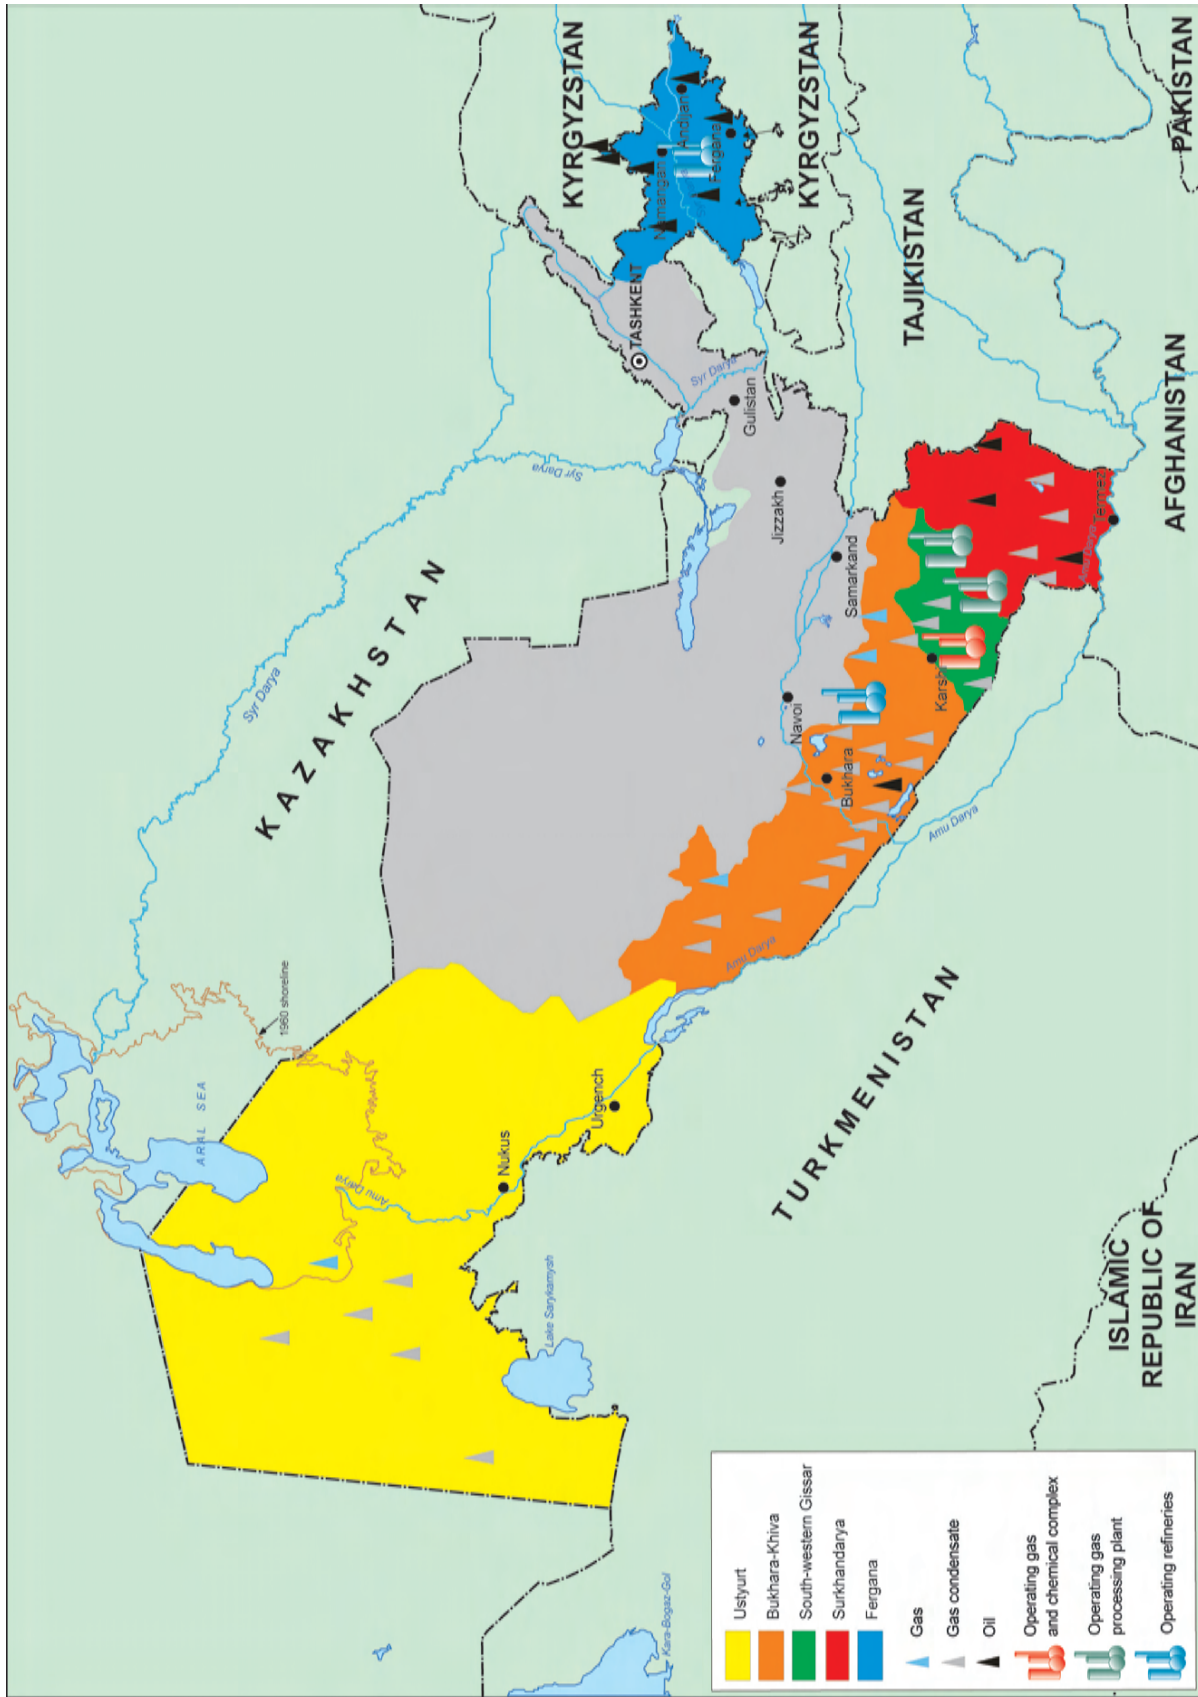 KAZAKHSTAN
KYRGYZSTAN
KYRGYZSTAN
TAJIKISTAN
AFGHANISTAN
PAKISTAN
TURKMENISTAN
ISLAMIC
REPUBLIC OF
IRAN
ARAL SEA
1960 shoreline
Syr Darya
Syr Darya
Syr Darya
Amu Darya
Amu Darya
Amu Darya
Amu Darya
Lake Sarykamysh
Kara-Bogaz-Gol
Nukus
Urgench
Bukhara
Navoi
Samarkand
Karshi
Jizzakh
Gulistan
TASHKENT
Namangan
Andijan
Fergana
Termez
Ustyurt
Bukhara-Khiva
South-western Gissar
Surkhandarya
Fergana
Gas
Gas condensate
Oil
Operating gas
and chemical complex
Operating gas
processing plant
Operating refineries